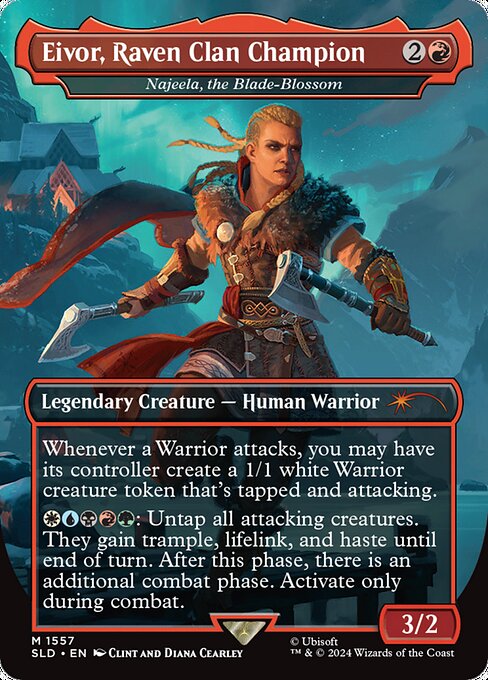 Eivor, Raven Clan Champion 2
Najeela, the Blade-Blossom
Legendary Creature — Human Warrior
Whenever a Warrior attacks, you may have
its controller create a 1/1 white Warrior
creature token that's tapped and attacking.
: Untap all attacking creatures.
They gain trample, lifelink, and haste until
end of turn. After this phase, there is an
additional combat phase. Activate only
during combat.
3/2
M 1557
SLD • EN Clint and Diana Cearley
© Ubisoft
™ & © 2024 Wizards of the Coast